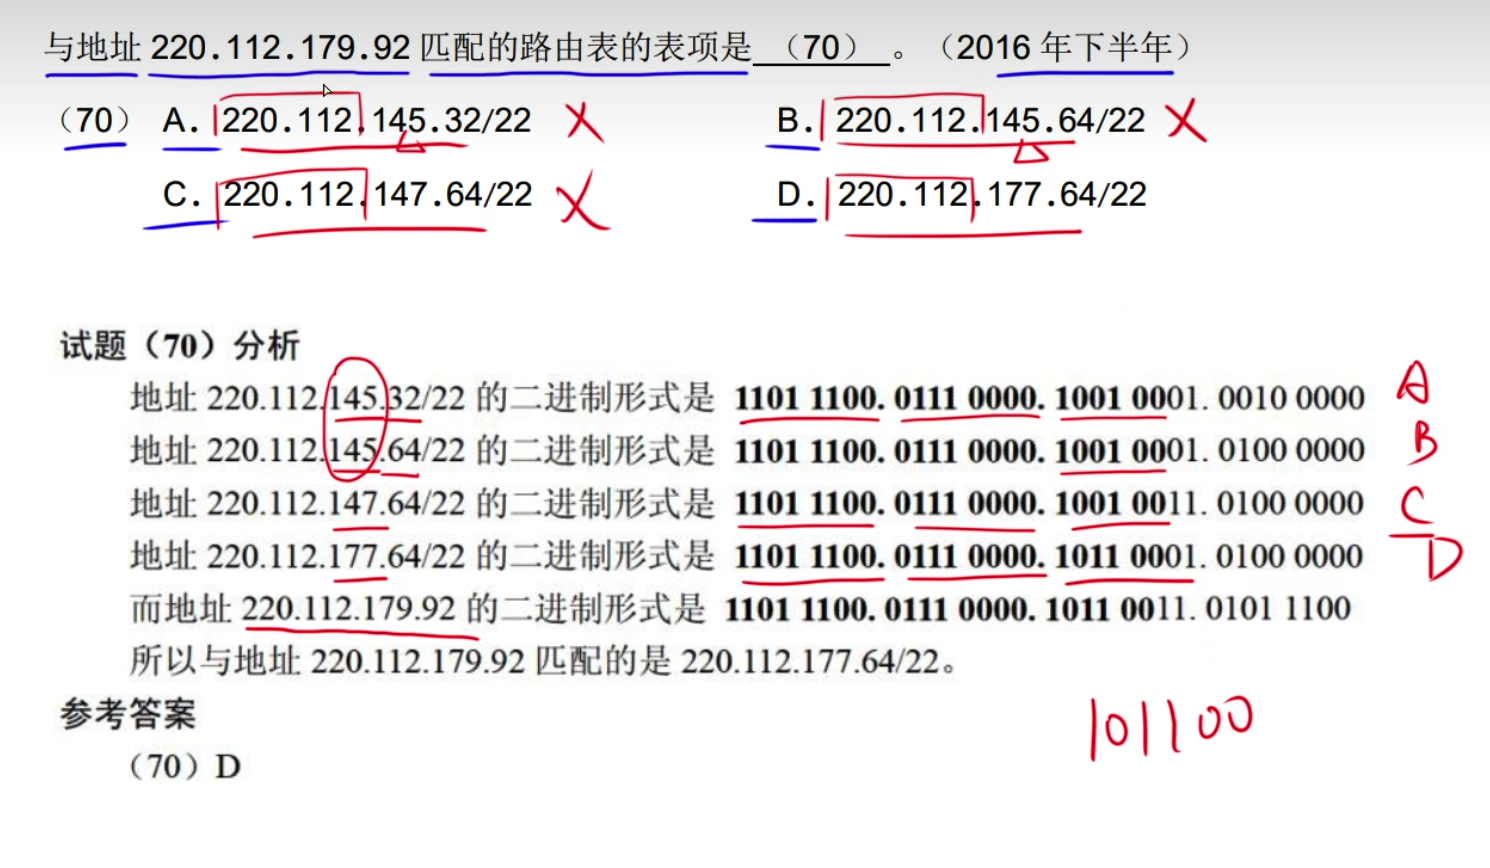 与地址 220.112.179.92 匹配的路由表的表项是 （70） 。（2016 年下半年）
（70） A. 220.112.145.32/22 X B. 220.112.145.64/22 X
C. 220.112.147.64/22 X D. 220.112.177.64/22
试题（70）分析
地址 220.112.145.32/22 的二进制形式是 1101 1100. 0111 0000. 1001 0001. 0010 0000 A
地址 220.112.145.64/22 的二进制形式是 1101 1100. 0111 0000. 1001 0001. 0100 0000 B
地址 220.112.147.64/22 的二进制形式是 1101 1100. 0111 0000. 1001 0011. 0100 0000 C
地址 220.112.177.64/22 的二进制形式是 1101 1100. 0111 0000. 1011 0001. 0100 0000 D
而地址 220.112.179.92 的二进制形式是 1101 1100. 0111 0000. 1011 0011. 0101 1100
所以与地址 220.112.179.92 匹配的是 220.112.177.64/22。
参考答案
101100
（70）D